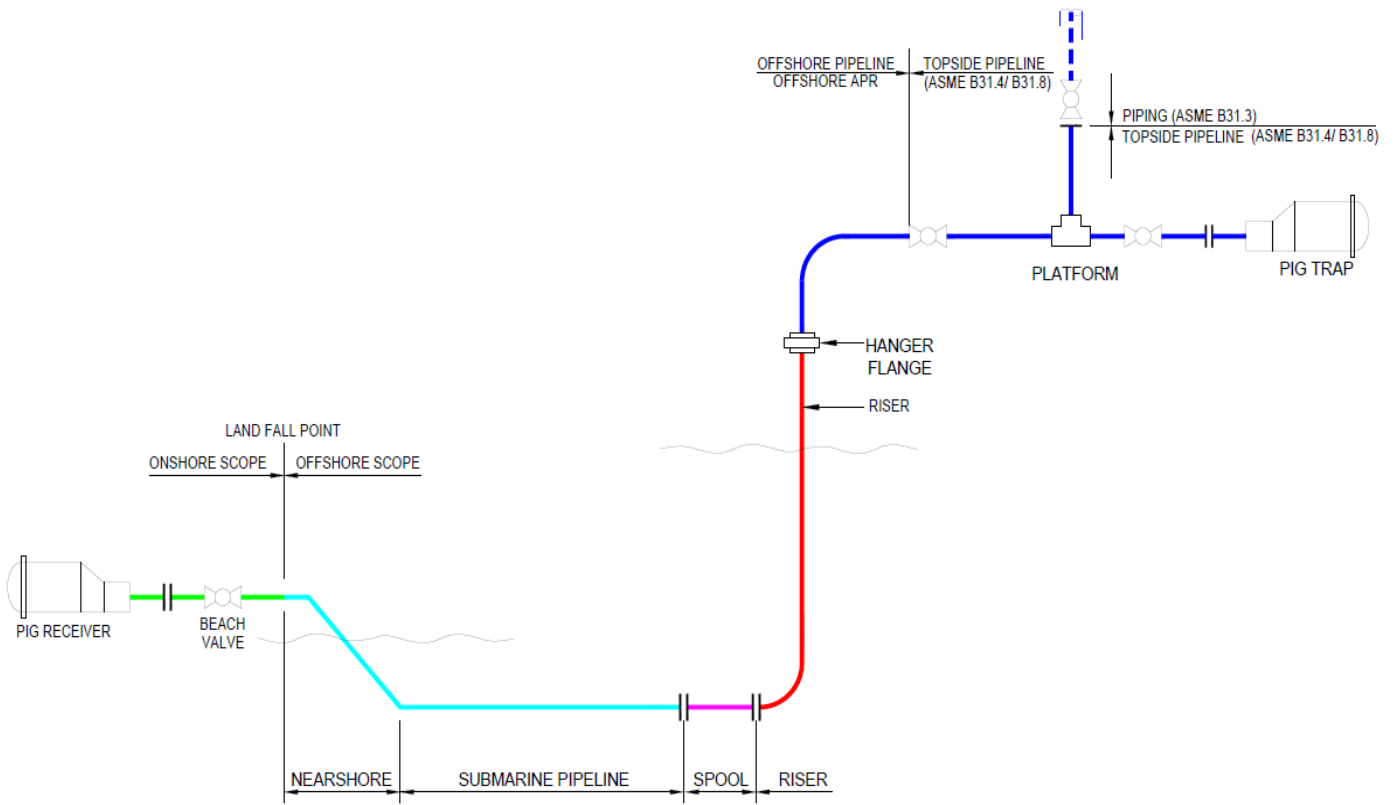 OFFSHORE PIPELINE
OFFSHORE APR
TOPSIDE PIPELINE
(ASME B31.4/ B31.8)
PIPING (ASME B31.3)
TOPSIDE PIPELINE (ASME B31.4/ B31.8)
PLATFORM
PIG TRAP
HANGER
FLANGE
RISER
LAND FALL POINT
ONSHORE SCOPE
OFFSHORE SCOPE
PIG RECEIVER
BEACH
VALVE
NEARSHORE
SUBMARINE PIPELINE
SPOOL
RISER